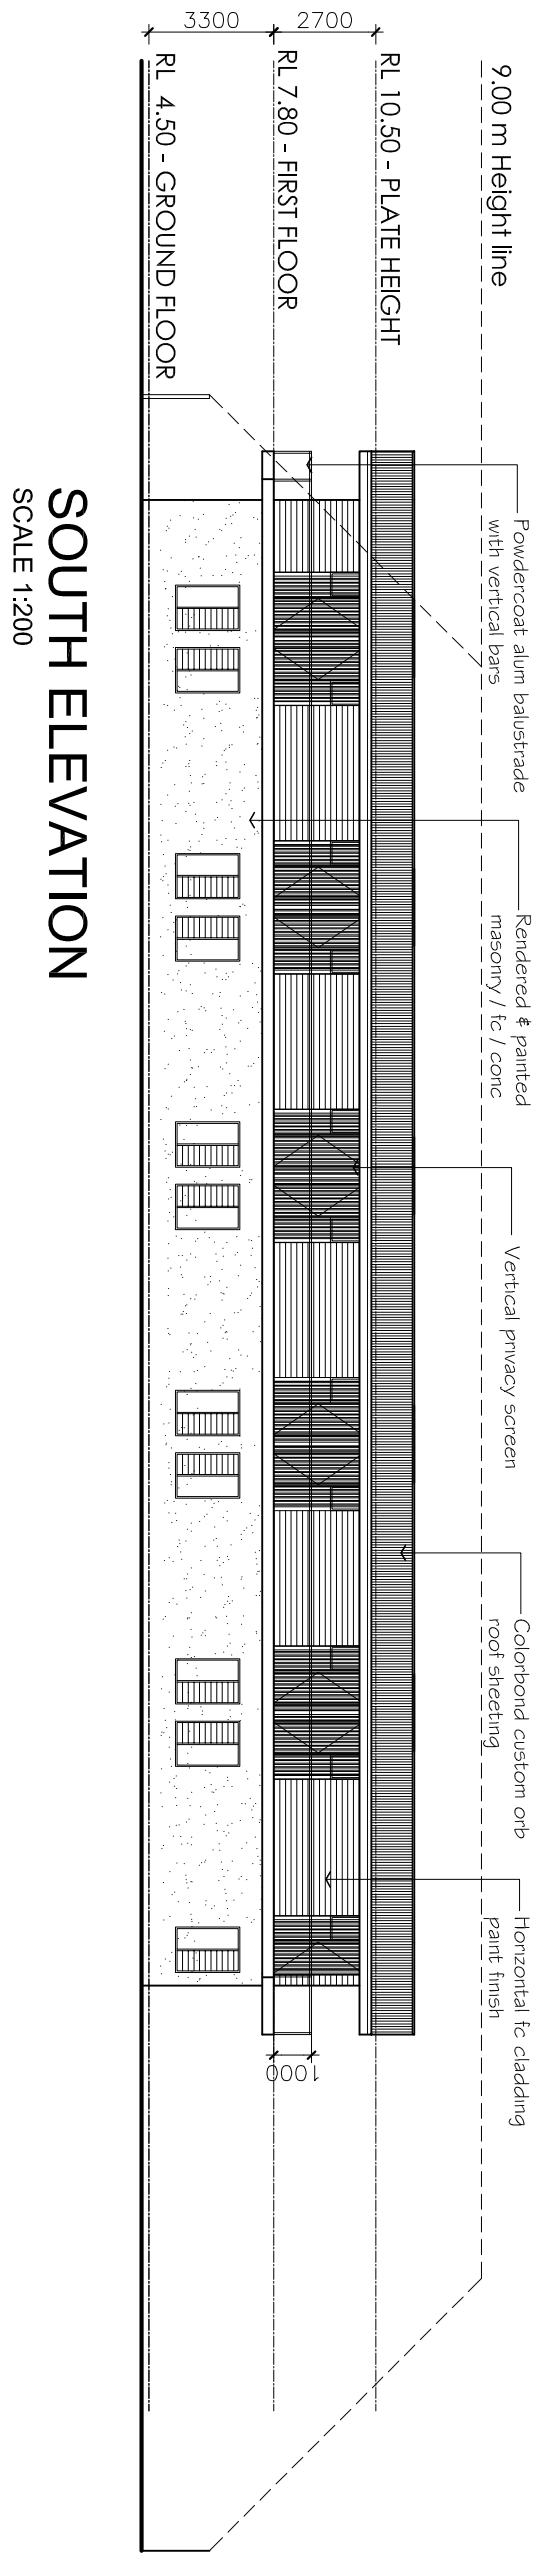 9.00 m Height line
RL 10.50 - PLATE HEIGHT
RL 7.80 - FIRST FLOOR
RL 4.50 - GROUND FLOOR
2700
3300
Powdercoat alum balustrade
with vertical bars
Rendered & painted
masonry / fc / conc
Vertical privacy screen
Colorbond custom orb
roof sheeting
Horizontal fc cladding
paint finish
1000
SOUTH ELEVATION
SCALE 1:200